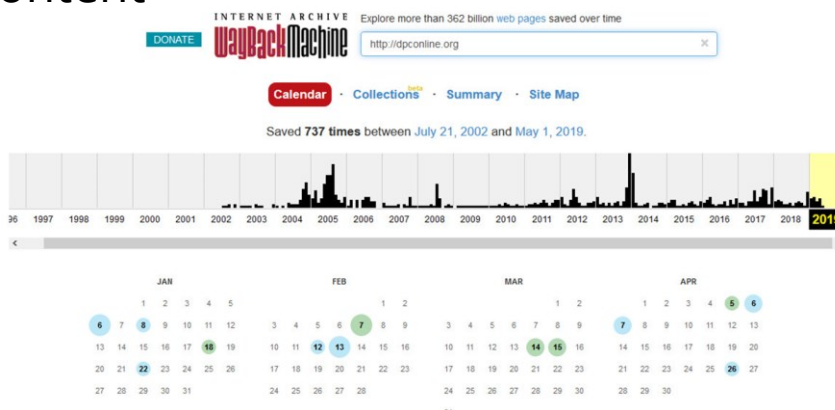 INTERNET ARCHIVE
WayBackMachine
DONATE
Explore more than 362 billion web pages saved over time
http://dpconline.org ×
Calendar · Collections beta · Summary · Site Map
Saved 737 times between July 21, 2002 and May 1, 2019.
1997 1998 1999 2000 2001 2002 2003 2004 2005 2006 2007 2008 2009 2010 2011 2012 2013 2014 2015 2016 2017 2018
<
JAN
1 2 3 4 5
6 7 8 9 10 11 12
13 14 15 16 17 18 19
20 21 22 23 24 25 26
27 28 29 30 31
FEB
1 2
3 4 5 6 7 8 9
10 11 12 13 14 15 16
17 18 19 20 21 22 23
24 25 26 27 28
MAR
1 2
3 4 5 6 7 8 9
10 11 12 13 14 15 16
17 18 19 20 21 22 23
24 25 26 27 28 29 30
APR
1 2 3 4 5 6
7 8 9 10 11 12 13
14 15 16 17 18 19 20
21 22 23 24 25 26 27
28 29 30